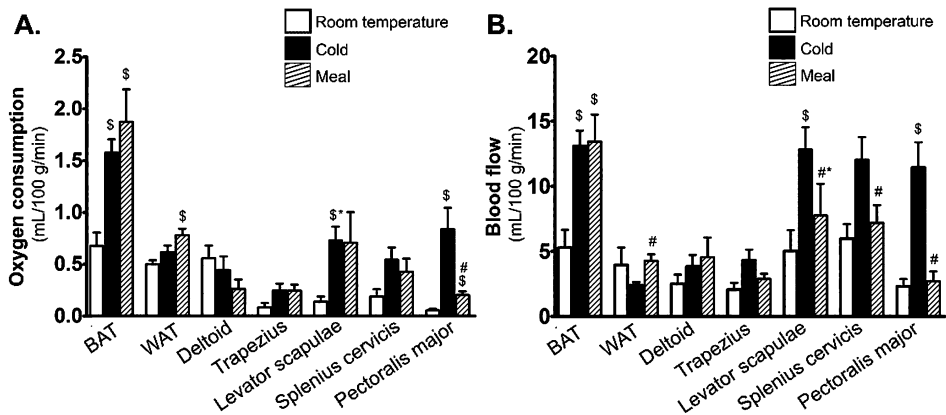 A.
Room temperature
Cold
Meal
Oxygen consumption
(mL/100 g/min)
2.5
2.0
1.5
1.0
0.5
0.0
$
$
$
$*
$
#
$
BAT
WAT
Deltoid
Trapezius
Levator scapulae
Splenius cervicis
Pectoralis major
B.
Room temperature
Cold
Meal
Blood flow
(mL/100 g/min)
20
15
10
5
0
$
$
#
$
#*
#
$
#
BAT
WAT
Deltoid
Trapezius
Levator scapulae
Splenius cervicis
Pectoralis major